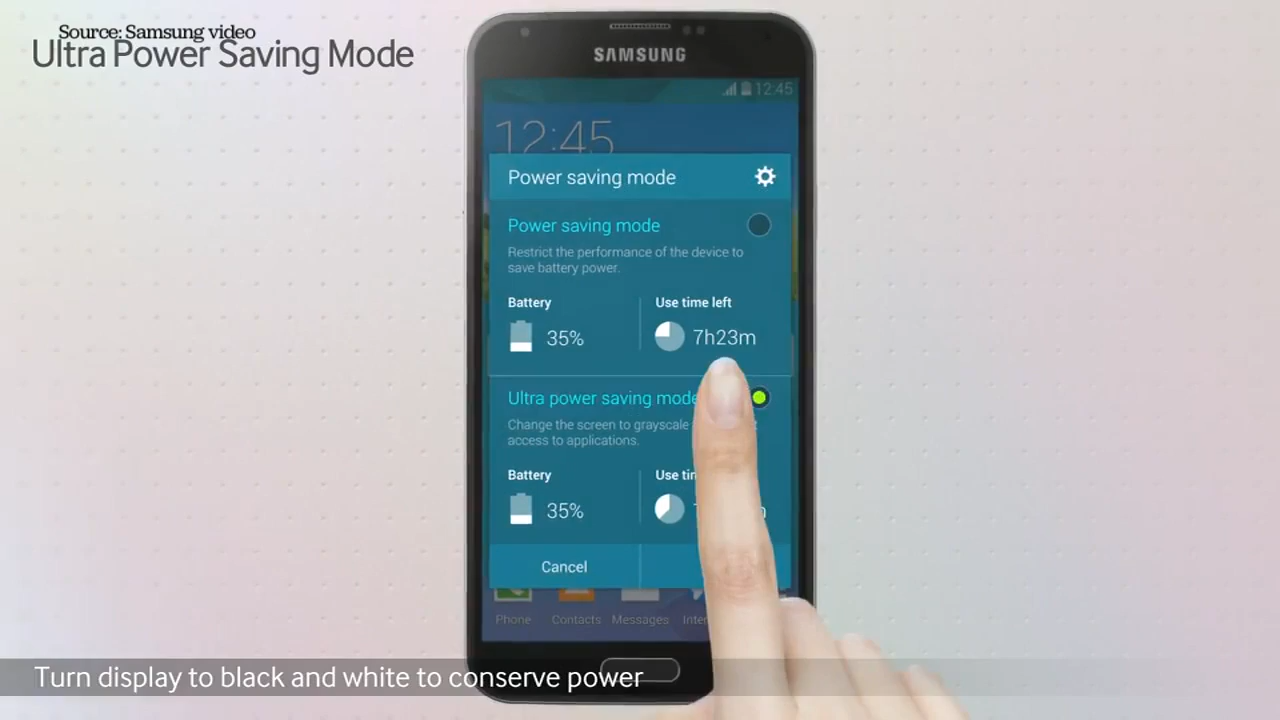 Source: Samsung video
Ultra Power Saving Mode
SAMSUNG
12:45
12:45
Power saving mode
Power saving mode
Restrict the performance of the device to
save battery power.
Battery
Use time left
35%
7h23m
Ultra power saving mode
Change the screen to grayscale
access to applications.
Battery
Use
35%
Cancel
Phone
Contacts
Messages
Turn display to black and white to conserve power